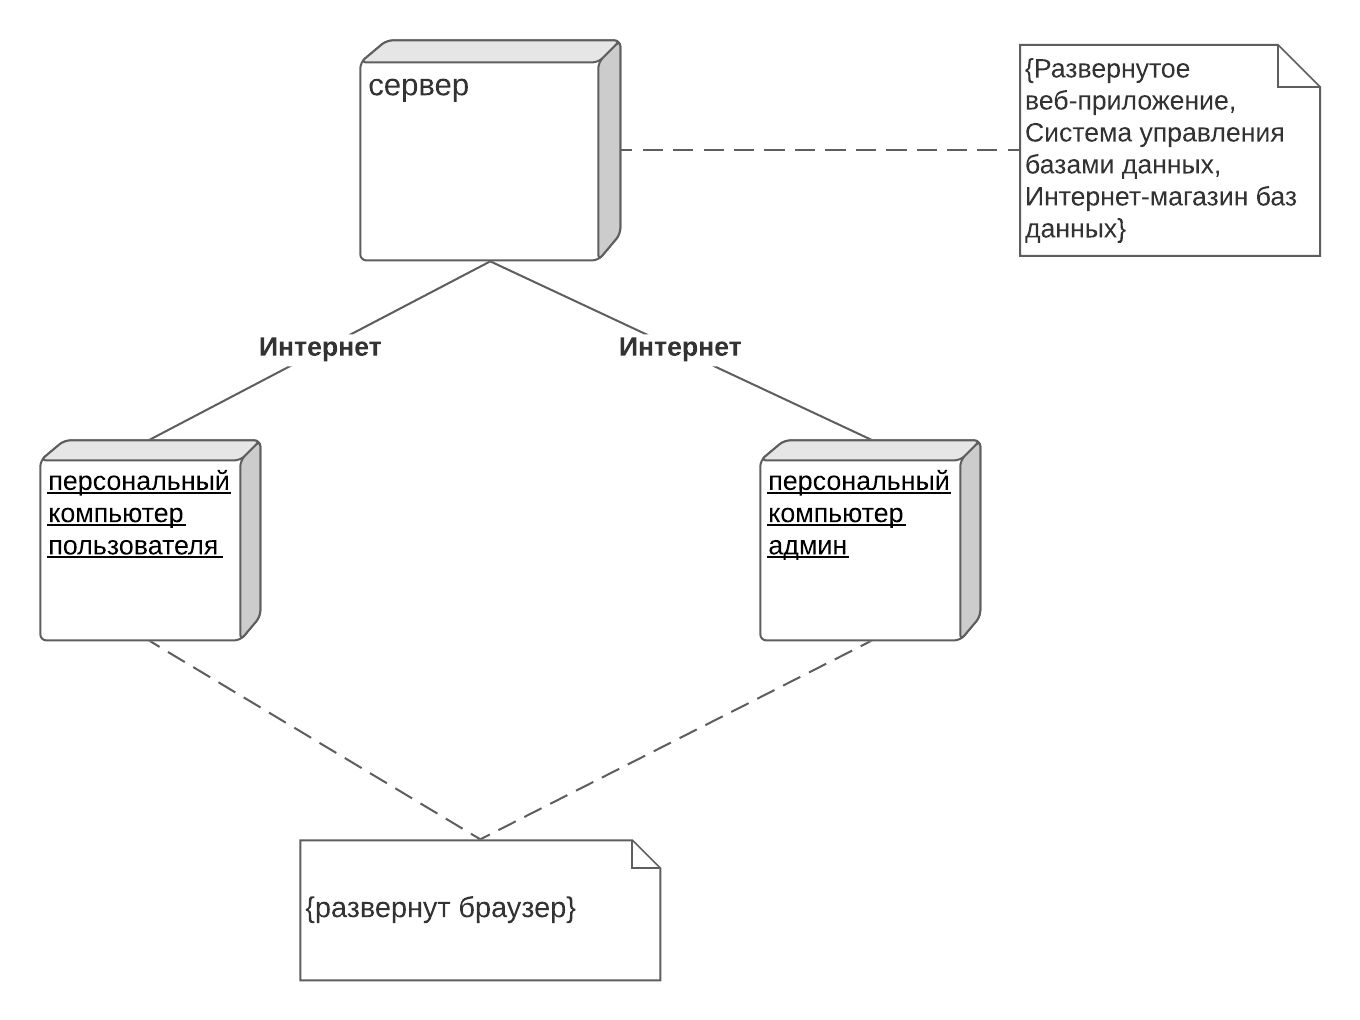 сервер
{Развернутое
веб-приложение,
Система управления
базами данных,
Интернет-магазин баз
данных}
Интернет
Интернет
персональный
компьютер
пользователя
персональный
компьютер
админ
{развернут браузер}